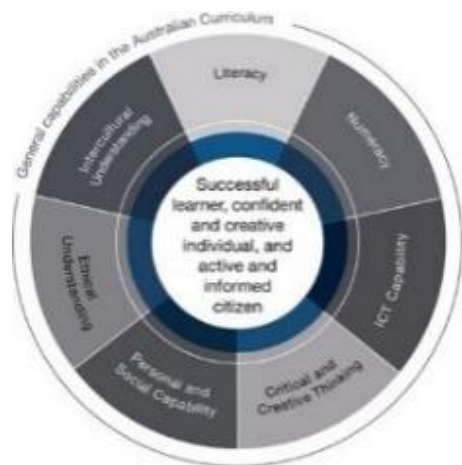 General capabilities in the Australian Curriculum
Literacy
Numeracy
ICT Capability
Critical and
Creative Thinking
Personal and
Social Capability
Ethical
Understanding
Intercultural
Understanding
Successful
learner, confident
and creative
individual, and
active and
informed
citizen